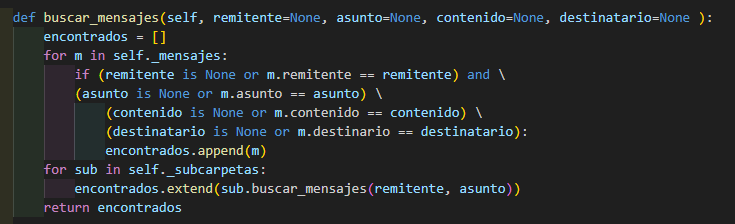 def buscar_mensajes(self, remitente=None, asunto=None, contenido=None, destinatario=None ):
    encontrados = []
    for m in self._mensajes:
        if (remitente is None or m.remitente == remitente) and \
        (asunto is None or m.asunto == asunto) \
            (contenido is None or m.contenido == contenido) \
            (destinatario is None or m.destinario == destinatario):
            encontrados.append(m)
    for sub in self._subcarpetas:
        encontrados.extend(sub.buscar_mensajes(remitente, asunto))
    return encontrados